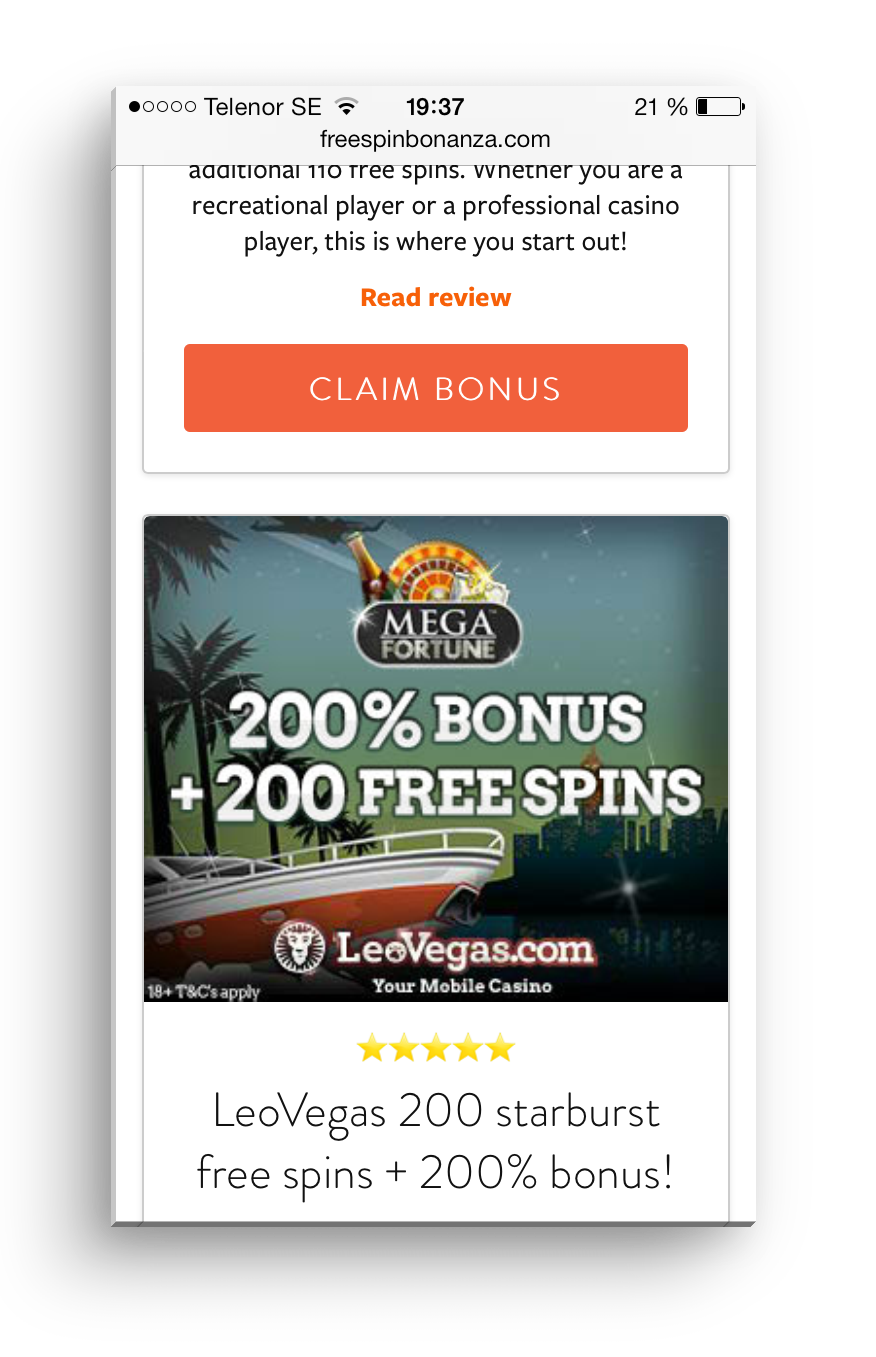 Telenor SE 19:37 21 %
freespinbonanza.com
additional 110 free spins. Whether you are a
recreational player or a professional casino
player, this is where you start out!
Read review
CLAIM BONUS
MEGA™
FORTUNE
200% BONUS
+ 200 FREE SPINS
LeoVegas.com
Your Mobile Casino
18+ T&C's apply
LeoVegas 200 starburst
free spins + 200% bonus!